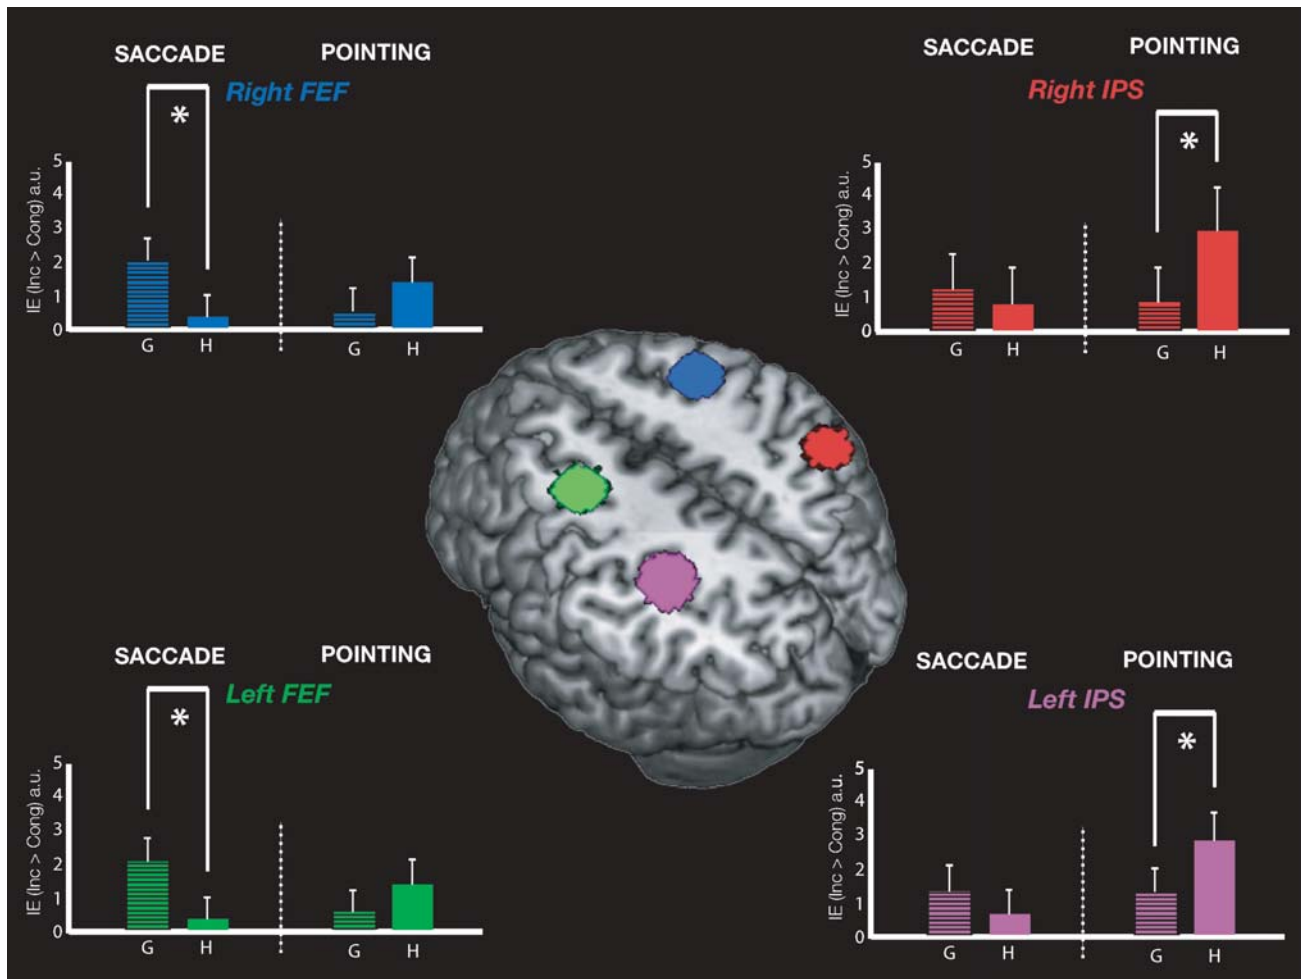 SACCADE POINTING
Right FEF
*
IE (Inc > Cong) a.u.
5
4
3
2
1
0
G H G H
SACCADE POINTING
Right IPS
*
IE (Inc > Cong) a.u.
5
4
3
2
1
0
G H G H
SACCADE POINTING
Left FEF
*
IE (Inc > Cong) a.u.
5
4
3
2
1
0
G H G H
SACCADE POINTING
Left IPS
*
IE (Inc > Cong) a.u.
5
4
3
2
1
0
G H G H